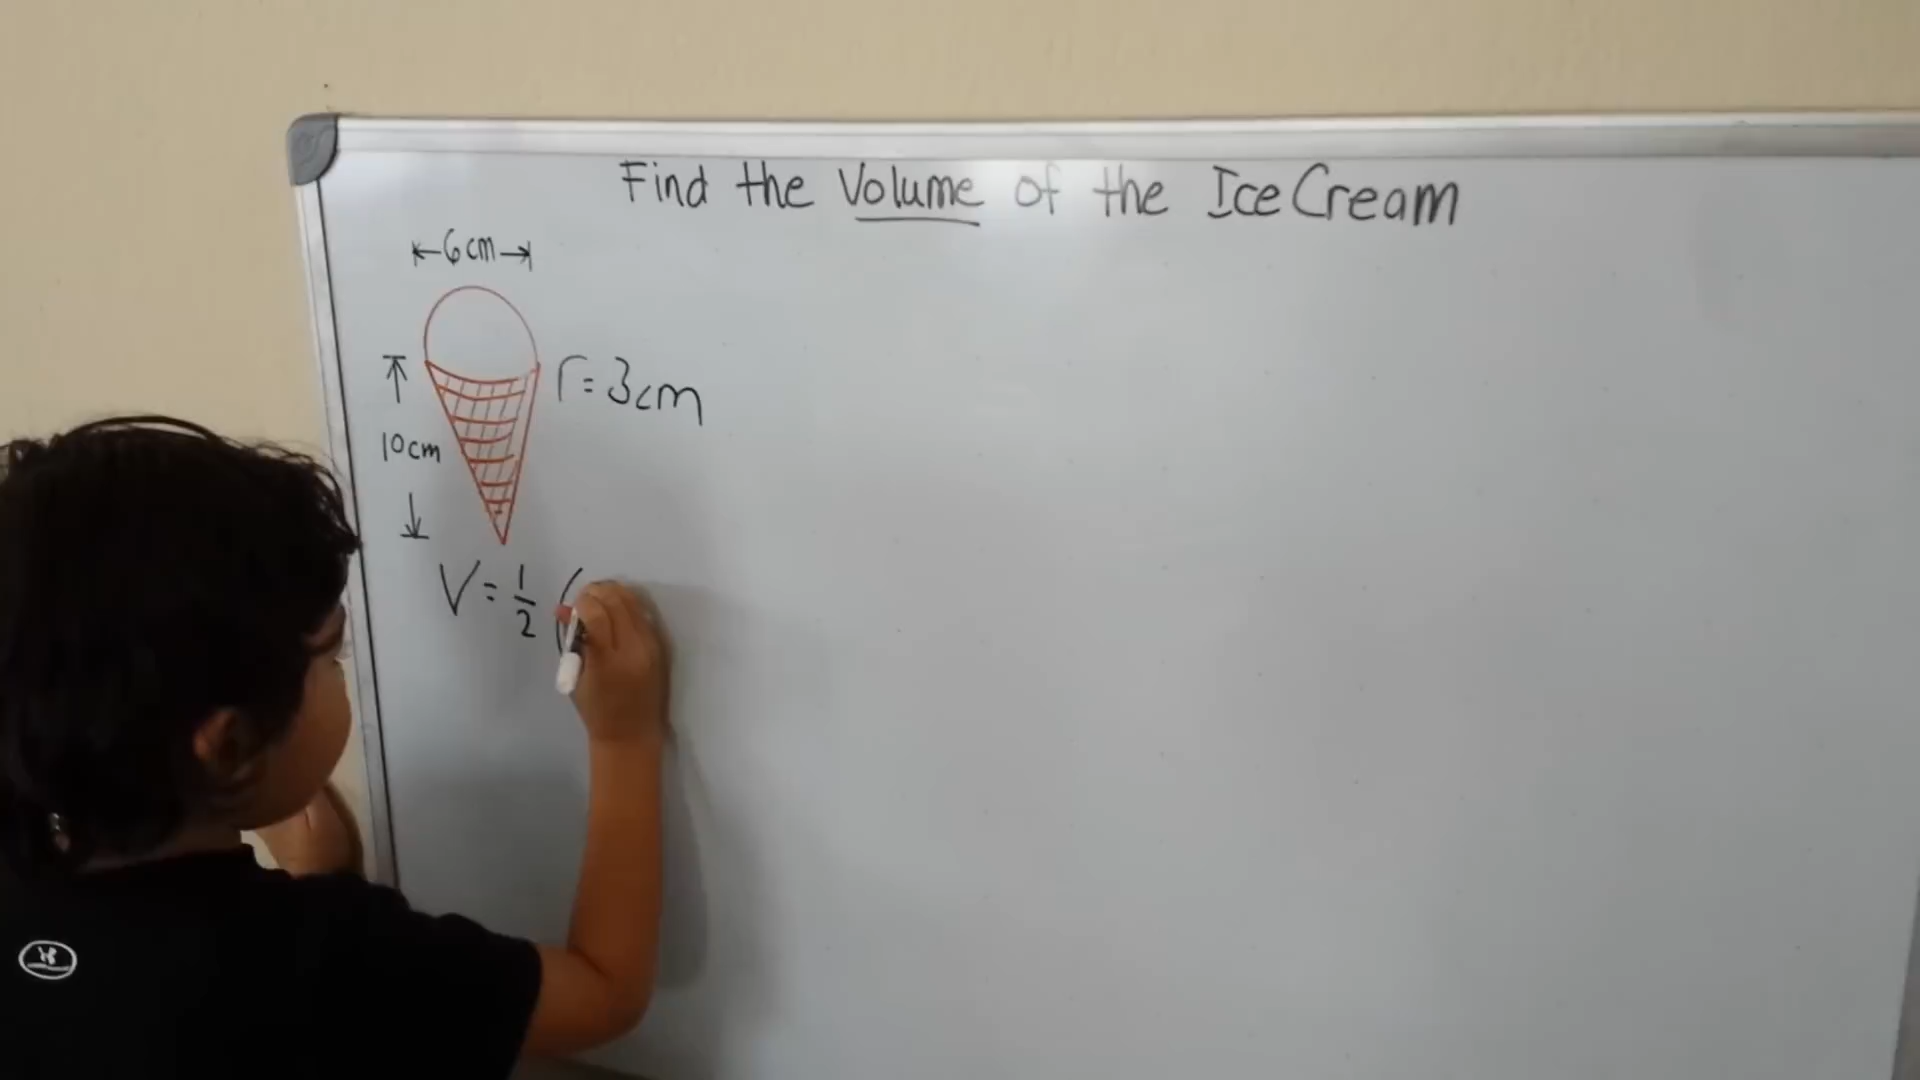 Find the Volume of the Ice Cream
6cm
r=3cm
10cm
V=1/2 (